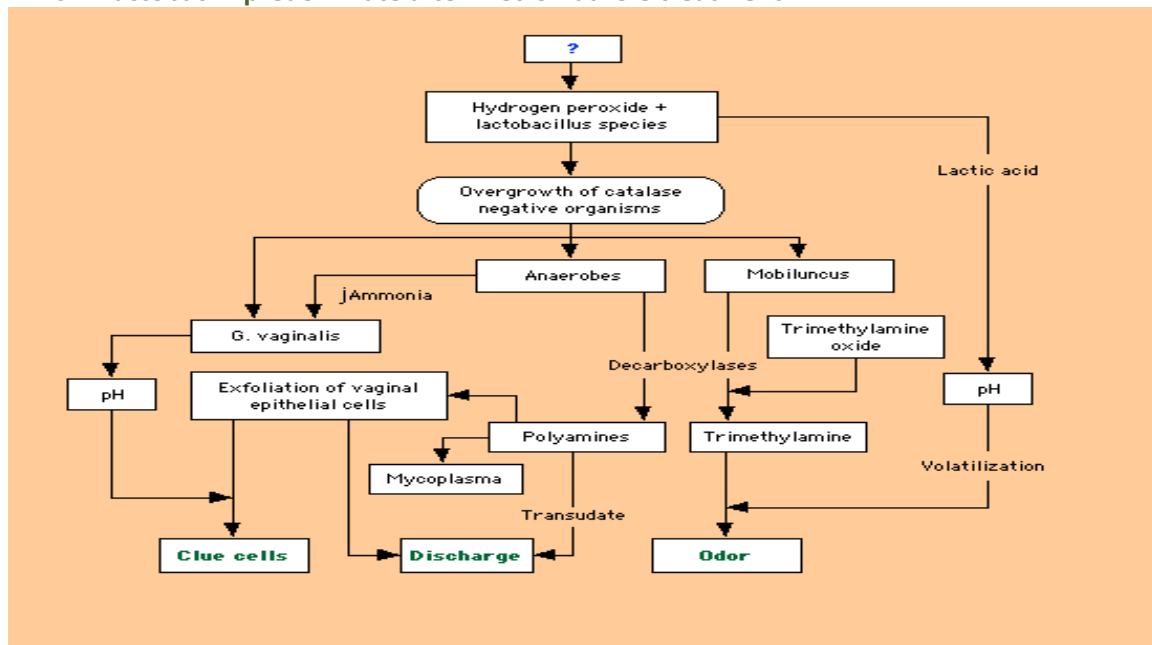 ?
Hydrogen peroxide +
lactobacillus species
Lactic acid
Overgrowth of catalase
negative organisms
Anaerobes
Mobiluncus
jAmmonia
G. vaginalis
Trimethylamine
oxide
Decarboxylases
pH
Exfoliation of vaginal
epithelial cells
pH
Polyamines
Trimethylamine
Mycoplasma
Volatilization
Transudate
Clue cells
Discharge
Odor